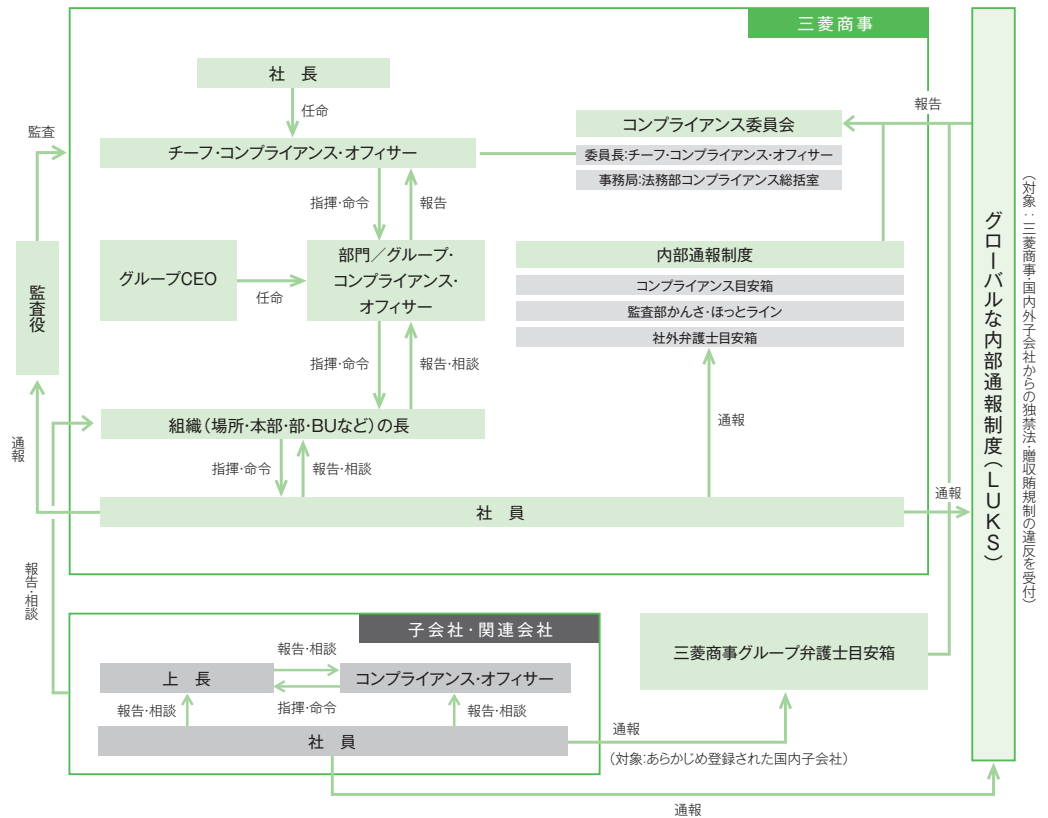 三菱商事
社　長
任命
監査
チーフ・コンプライアンス・オフィサー
コンプライアンス委員会
委員長:チーフ・コンプライアンス・オフィサー
事務局:法務部コンプライアンス総括室
報告
指揮・命令
報告
グループCEO
任命
部門／グループ・
コンプライアンス・
オフィサー
内部通報制度
コンプライアンス目安箱
監査部かんさ・ほっとライン
社外弁護士目安箱
監査役
指揮・命令
報告・相談
組織（場所・本部・部・BUなど）の長
通報
通報
指揮・命令
報告・相談
社　員
通報
グローバルな内部通報制度（LUKS）
（対象：三菱商事・国内外子会社からの独禁法・贈収賄規制の違反を受付）
報告・相談
子会社・関連会社
上　長
報告・相談
指揮・命令
コンプライアンス・オフィサー
報告・相談
報告・相談
社　員
三菱商事グループ弁護士目安箱
通報
（対象:あらかじめ登録された国内子会社）
通報